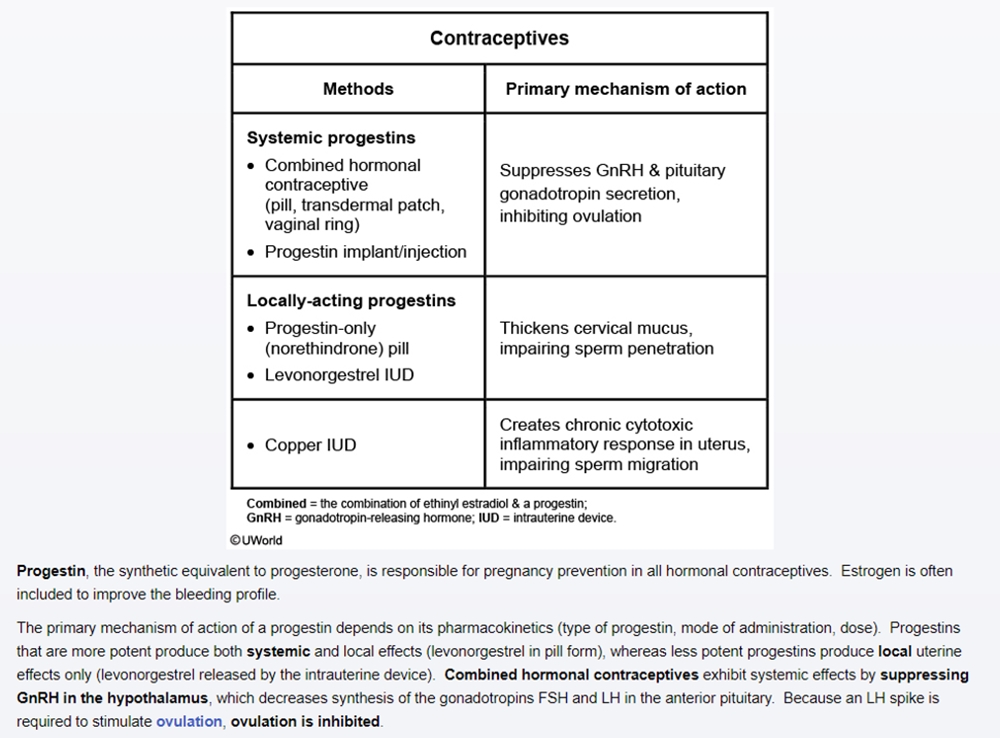 Contraceptives
Methods
Primary mechanism of action
Systemic progestins
• Combined hormonal
contraceptive
(pill, transdermal patch,
vaginal ring)
• Progestin implant/injection
Suppresses GnRH & pituitary
gonadotropin secretion,
inhibiting ovulation
Locally-acting progestins
• Progestin-only
(norethindrone) pill
• Levonorgestrel IUD
Thickens cervical mucus,
impairing sperm penetration
• Copper IUD
Creates chronic cytotoxic
inflammatory response in uterus,
impairing sperm migration
Combined = the combination of ethinyl estradiol & a progestin;
GnRH = gonadotropin-releasing hormone; IUD = intrauterine device.
©UWorld
Progestin, the synthetic equivalent to progesterone, is responsible for pregnancy prevention in all hormonal contraceptives. Estrogen is often
included to improve the bleeding profile.
The primary mechanism of action of a progestin depends on its pharmacokinetics (type of progestin, mode of administration, dose). Progestins
that are more potent produce both systemic and local effects (levonorgestrel in pill form), whereas less potent progestins produce local uterine
effects only (levonorgestrel released by the intrauterine device). Combined hormonal contraceptives exhibit systemic effects by suppressing
GnRH in the hypothalamus, which decreases synthesis of the gonadotropins FSH and LH in the anterior pituitary. Because an LH spike is
required to stimulate ovulation, ovulation is inhibited.